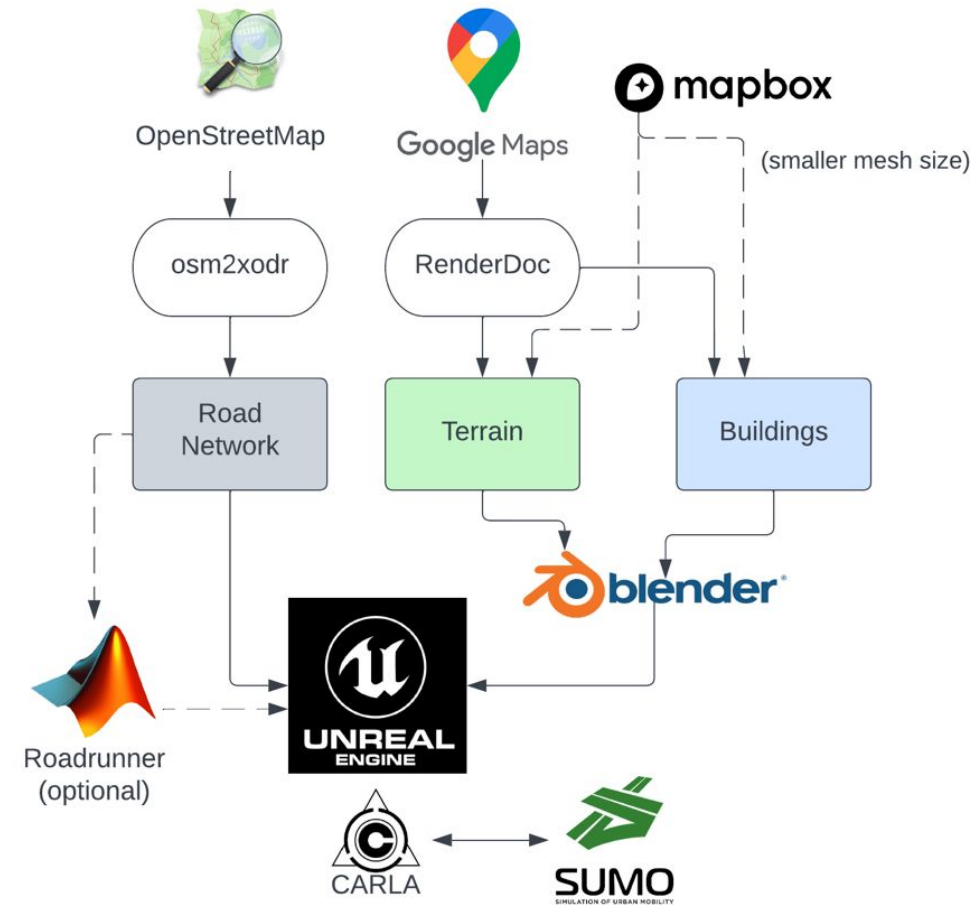 OpenStreetMap
Google Maps
mapbox
(smaller mesh size)
osm2xodr
RenderDoc
Road
Network
Terrain
Buildings
blender
UNREAL
ENGINE
Roadrunner
(optional)
CARLA
SUMO
SIMULATION OF URBAN MOBILITY